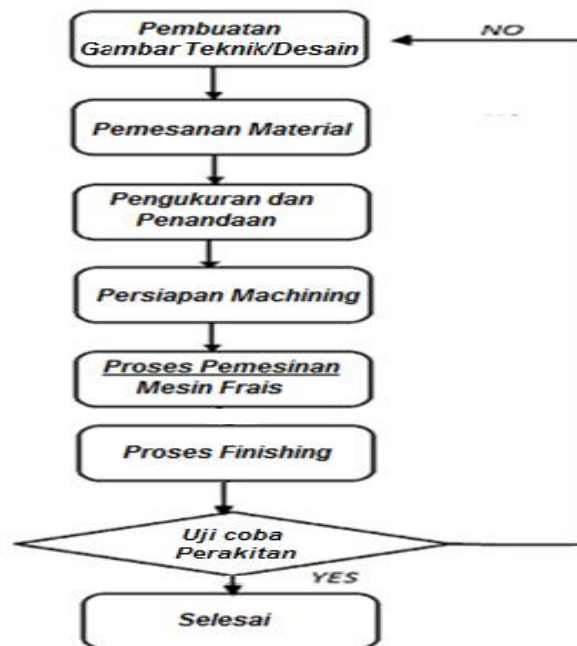 Pembuatan
Gambar Teknik/Desain
NO
Pemesanan Material
Pengukuran dan
Penandaan
Persiapan Machining
Proses Pemesinan
Mesin Frais
Proses Finishing
Uji coba
Perakitan
YES
Selesai